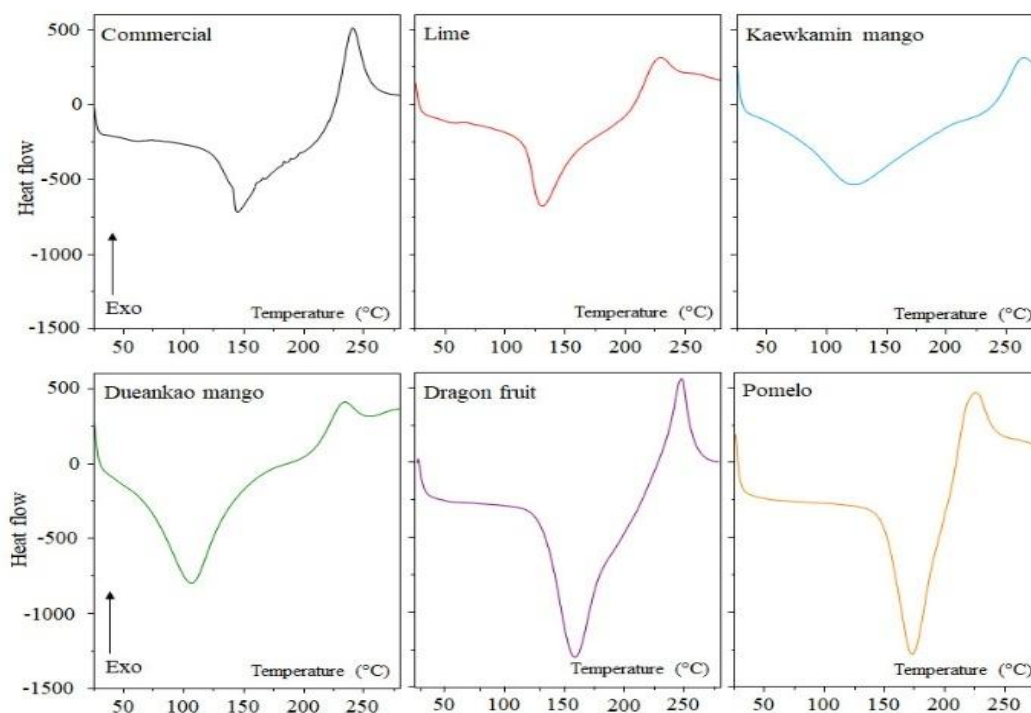 Commercial
Lime
Kaewkamin mango
500
0
-500
-1000
-1500
Heat flow
Exo
Temperature (°C)
Temperature (°C)
Temperature (°C)
50 100 150 200 250
50 100 150 200 250
50 100 150 200 250
Dueankao mango
Dragon fruit
Pomelo
500
0
-500
-1000
-1500
Heat flow
Exo
Temperature (°C)
Temperature (°C)
Temperature (°C)
50 100 150 200 250
50 100 150 200 250
50 100 150 200 250